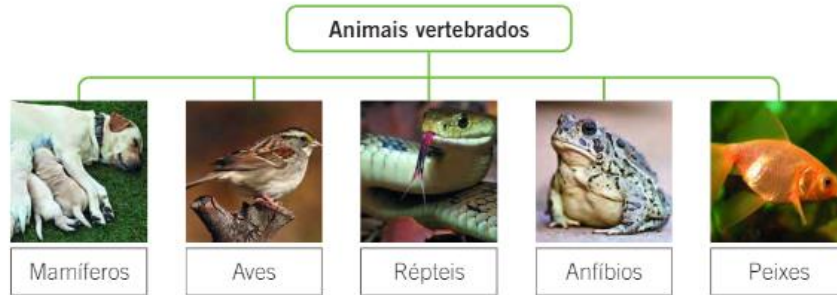 Animais vertebrados
Mamíferos
Aves
Répteis
Anfíbios
Peixes